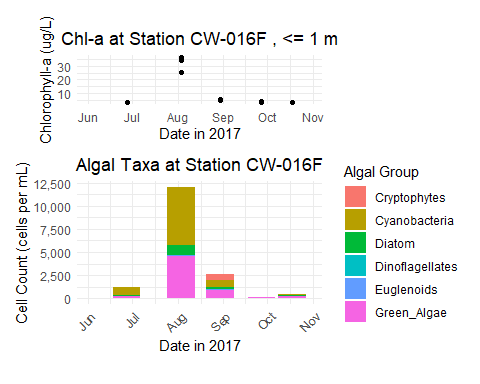 Chl-a at Station CW-016F , <= 1 m
Chlorophyll-a (ug/L)
30
20
10
Jun Jul Aug Sep Oct Nov
Date in 2017
Algal Taxa at Station CW-016F
Cell Count (cells per mL)
12,500
10,000
7,500
5,000
2,500
0
Jun Jul Aug Sep Oct Nov
Date in 2017
Algal Group
Cryptophytes
Cyanobacteria
Diatom
Dinoflagellates
Euglenoids
Green_Algae